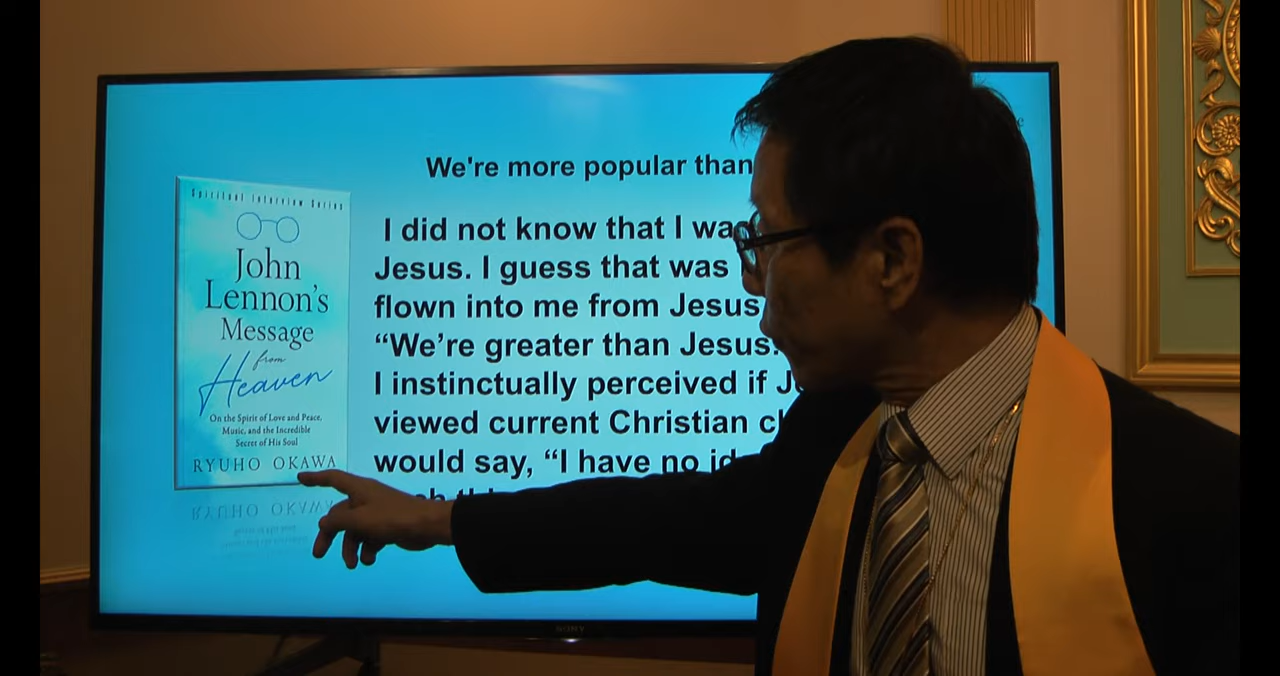 We're more popular than
I did not know that I was
Jesus. I guess that was
flown into me from Jesus
“We’re greater than Jesus.
I instinctually perceived if
viewed current Christian
would say, “I have no
Spiritual Interview Series
John
Lennon's
Message
from
Heaven
On the Spirit of Love and Peace,
Music, and the Incredible
Secret of His Soul
RYUHO OKAWA
SONY